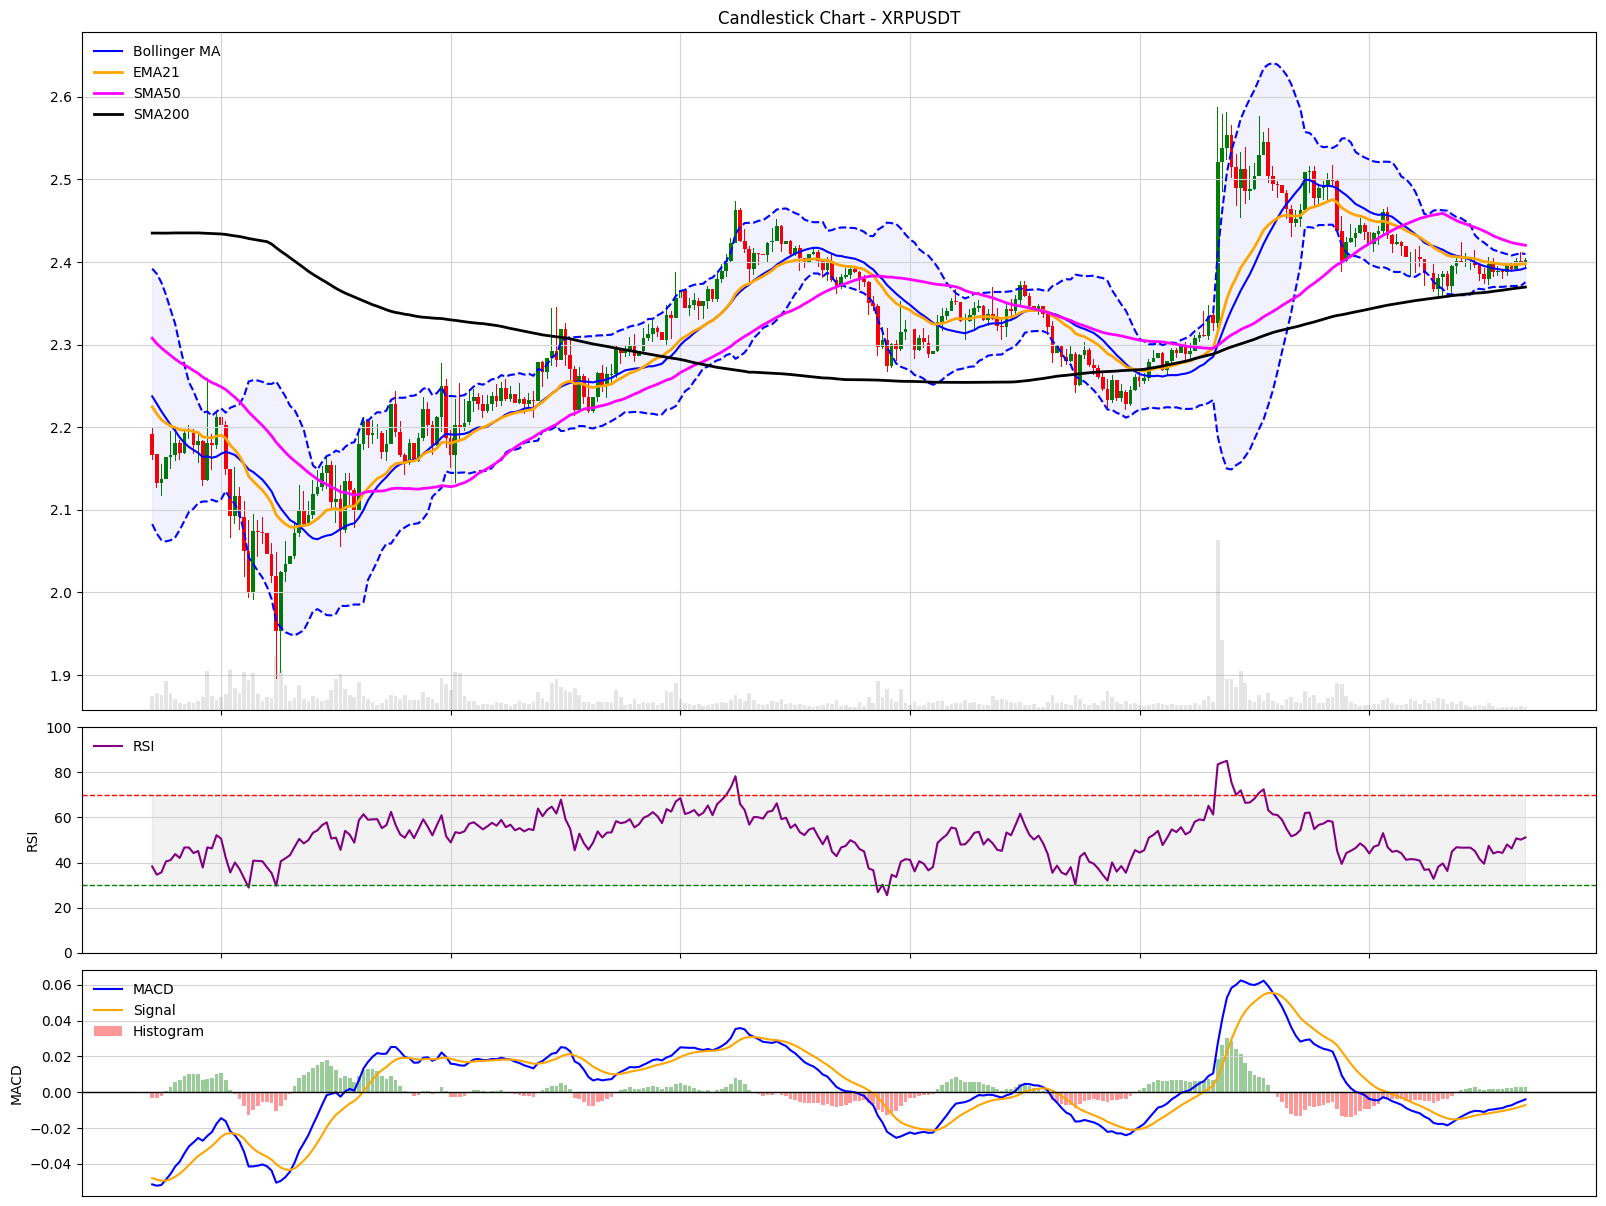 Candlestick Chart - XRPUSDT
Bollinger MA
EMA21
SMA50
SMA200
2.6
2.5
2.4
2.3
2.2
2.1
2.0
1.9
RSI
100
80
60
40
20
0
RSI
MACD
Signal
Histogram
0.06
0.04
0.02
0.00
−0.02
−0.04
MACD